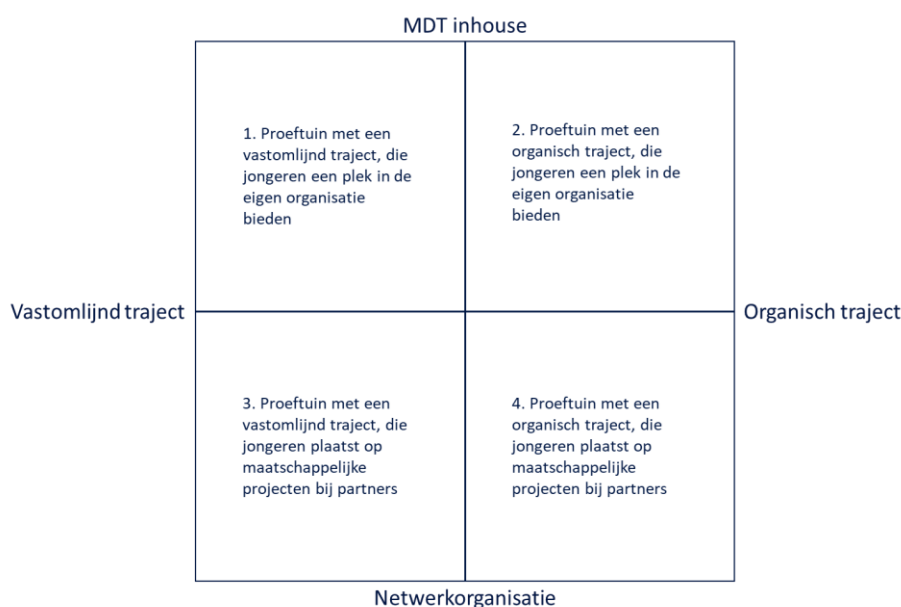 MDT inhouse
1. Proeftuin met een
vastomlijnd traject, die
jongeren een plek in de
eigen organisatie
bieden
2. Proeftuin met een
organisch traject, die
jongeren een plek in de
eigen organisatie
bieden
Vastomlijnd traject
Organisch traject
3. Proeftuin met een
vastomlijnd traject, die
jongeren plaatst op
maatschappelijke
projecten bij partners
4. Proeftuin met een
organisch traject, die
jongeren plaatst op
maatschappelijke
projecten bij partners
Netwerkorganisatie